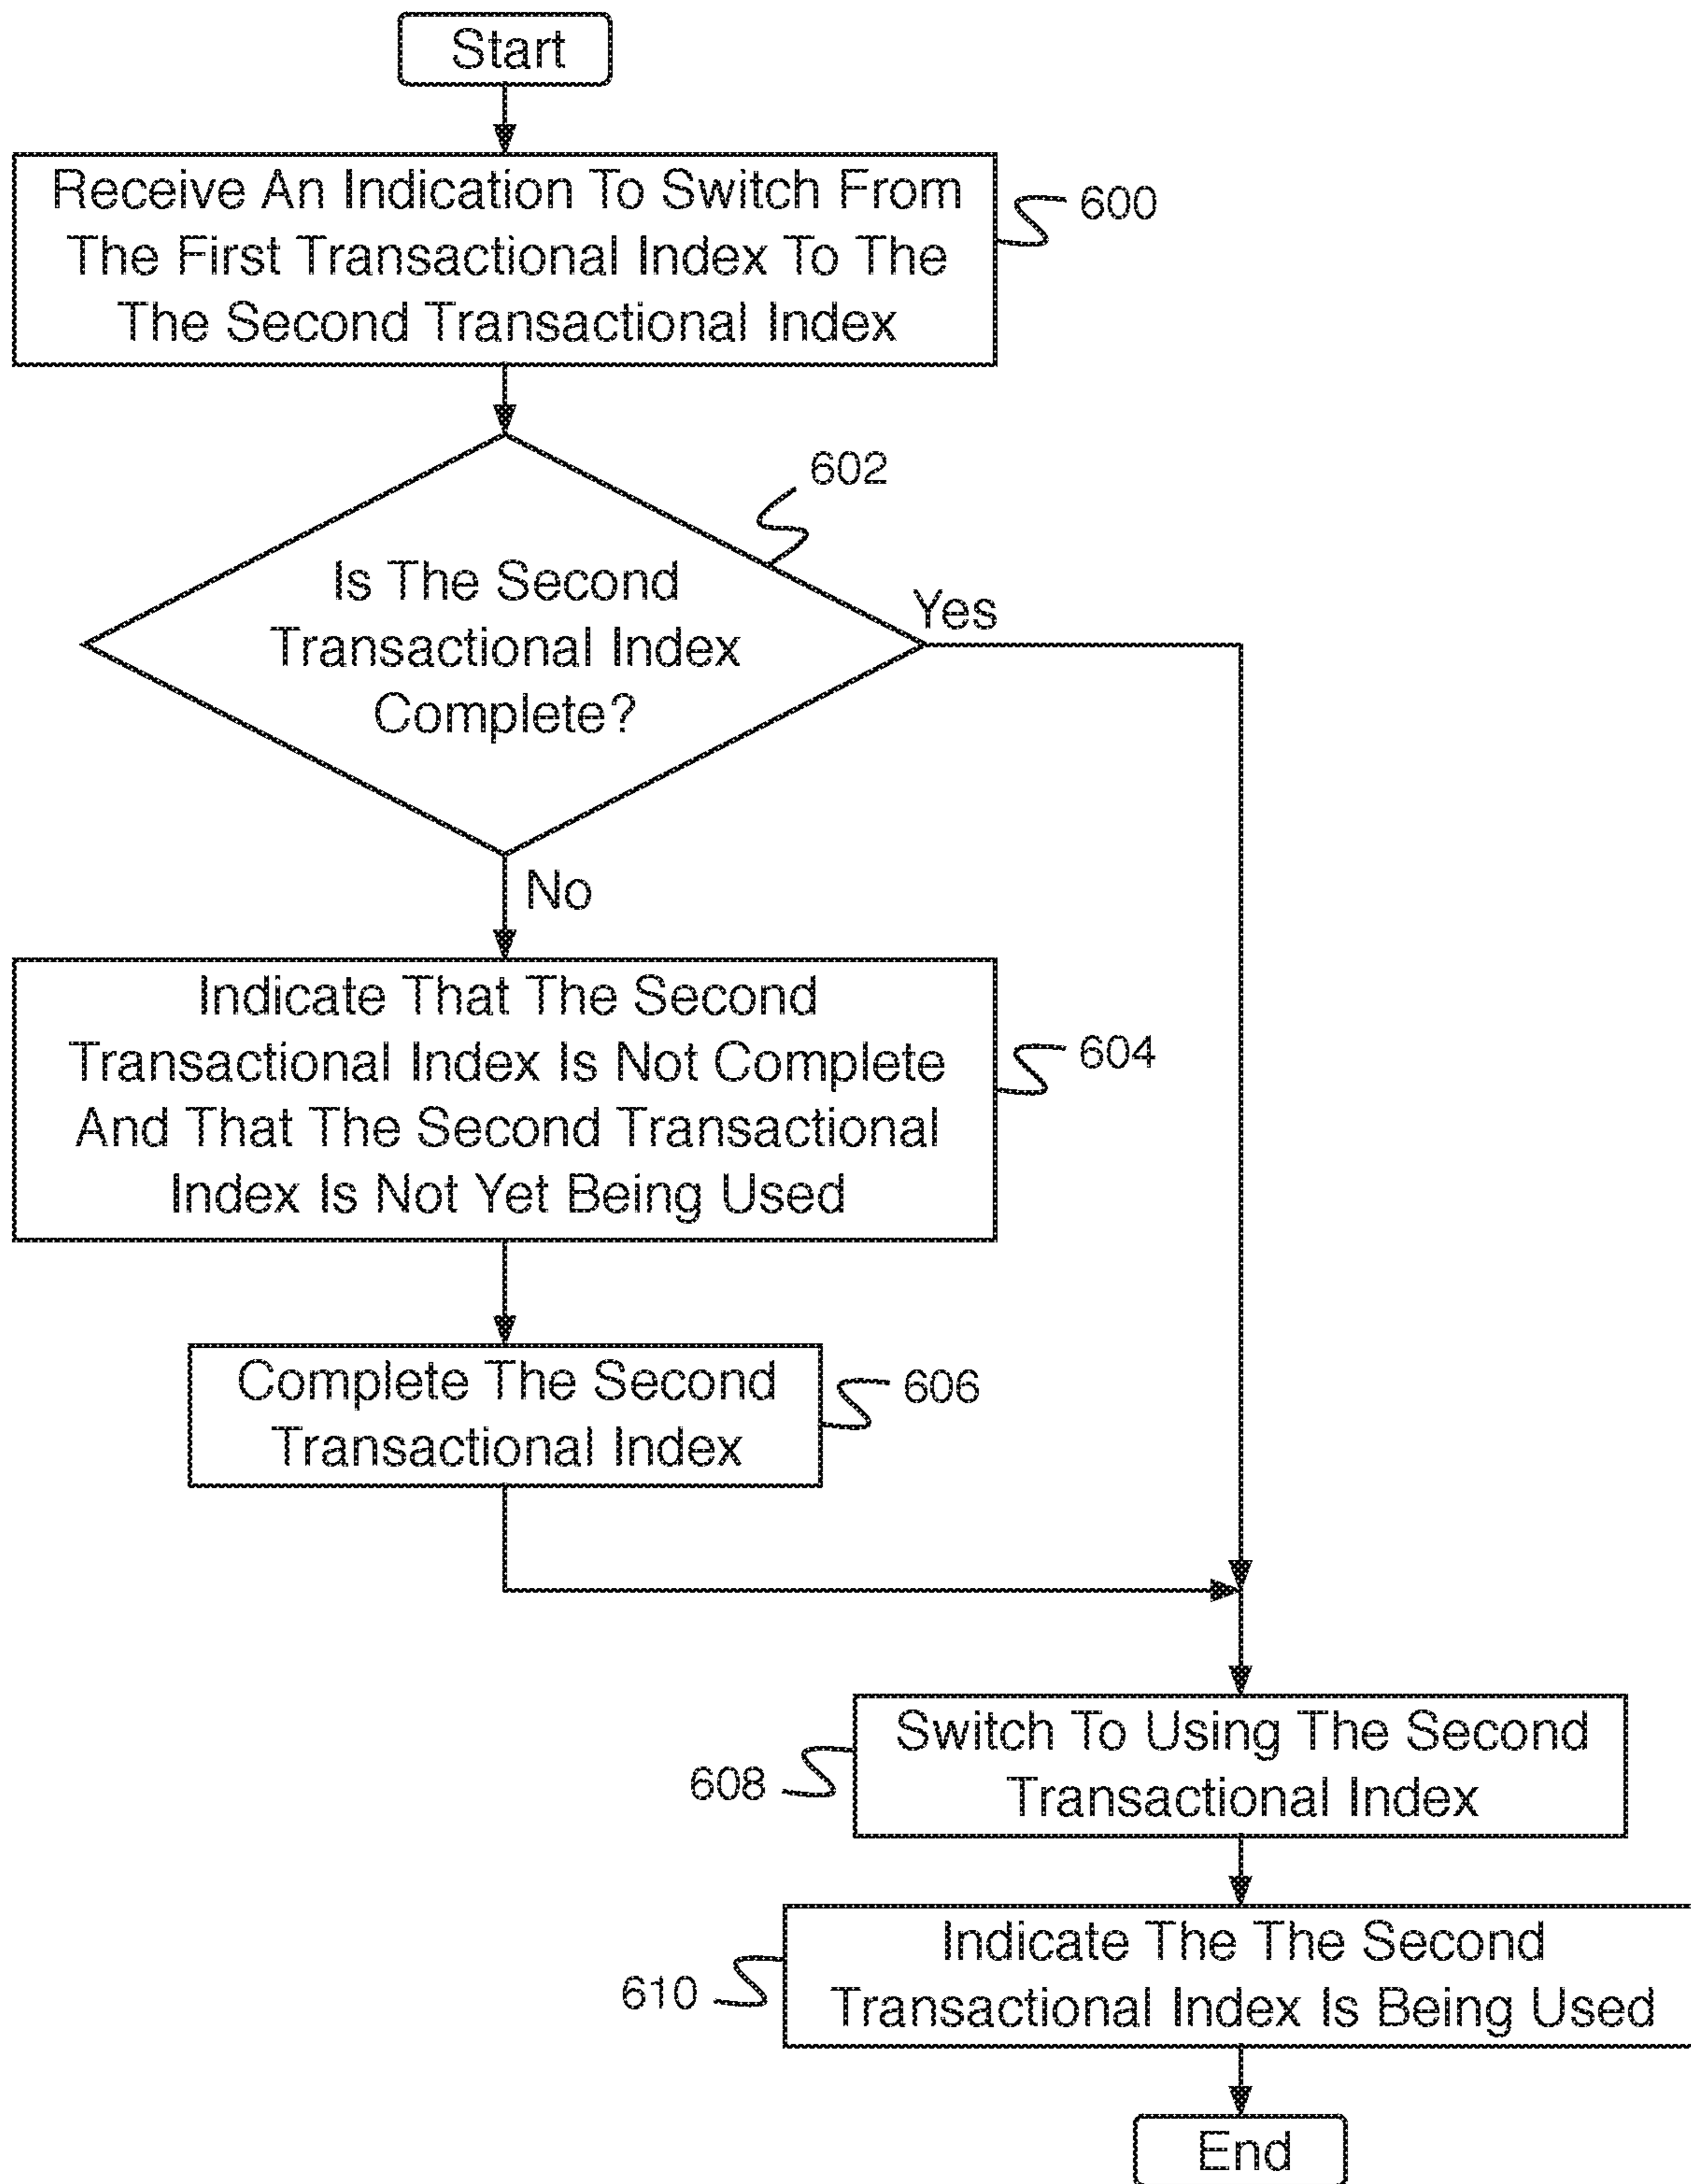 Start
Receive An Indication To Switch From
The First Transactional Index To The
The Second Transactional Index
600
602
Is The Second
Transactional Index
Complete?
Yes
No
Indicate That The Second
Transactional Index Is Not Complete
And That The Second Transactional
Index Is Not Yet Being Used
604
Complete The Second
Transactional Index
606
Switch To Using The Second
Transactional Index
608
Indicate The The Second
Transactional Index Is Being Used
610
End